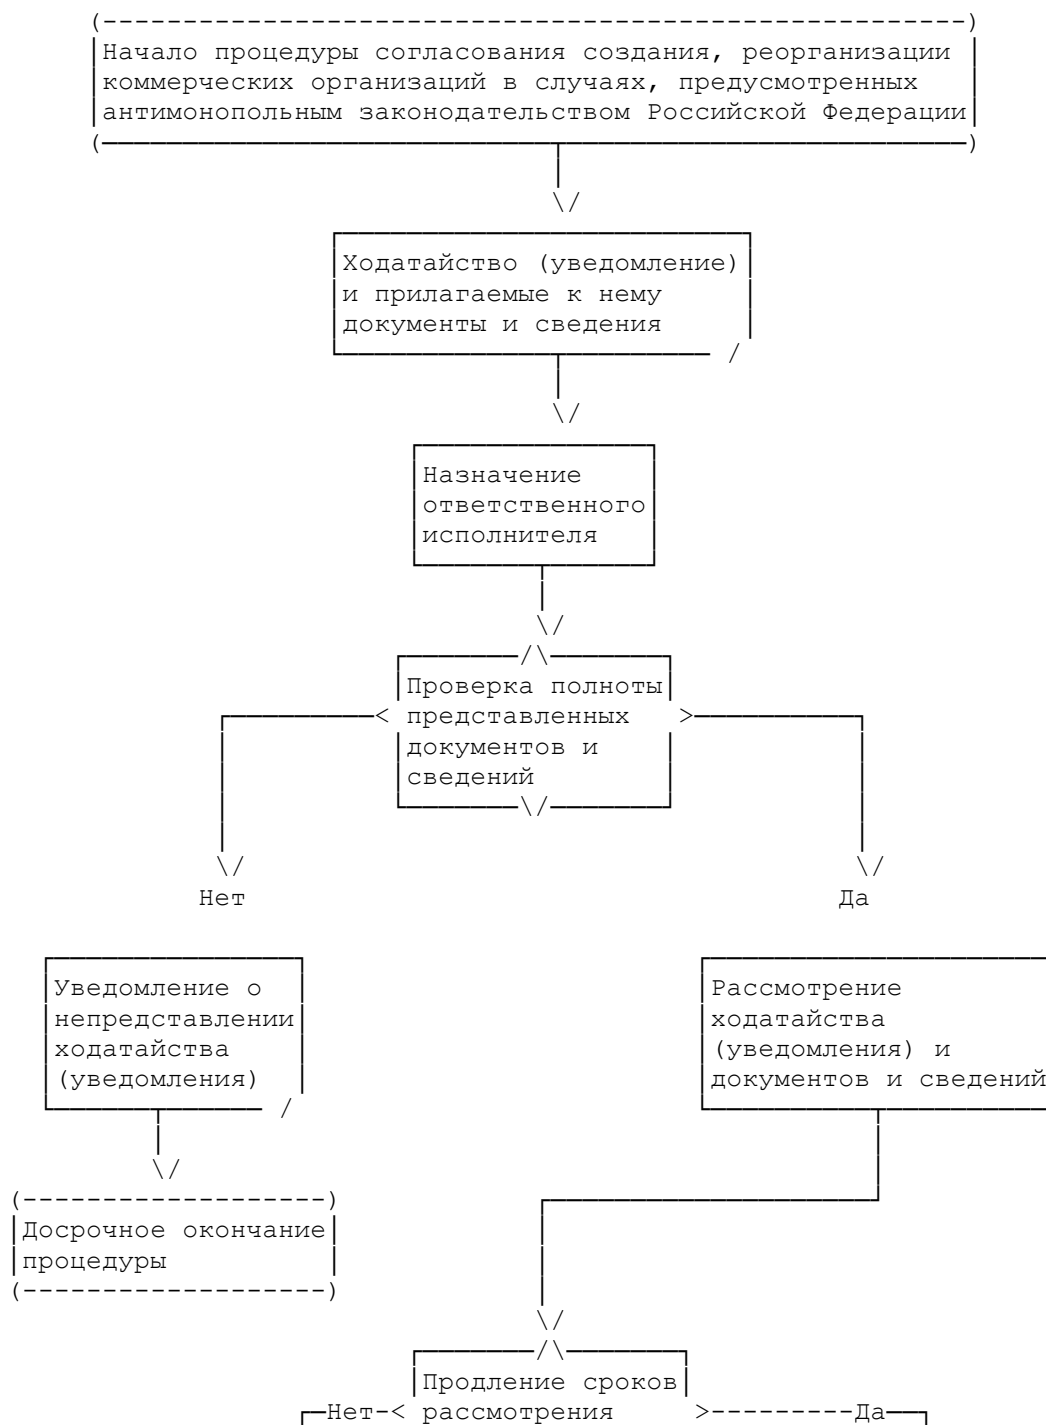 Начало процедуры согласования создания, реорганизации
коммерческих организаций в случаях, предусмотренных
антимонопольным законодательством Российской Федерации
Ходатайство (уведомление)
и прилагаемые к нему
документы и сведения
Назначение
ответственного
исполнителя
Проверка полноты
представленных
документов и
сведений
Нет
Да
Уведомление о
непредставлении
ходатайства
(уведомления)
Рассмотрение
ходатайства
(уведомления) и
документов и сведений
Досрочное окончание
процедуры
Продление сроков
Нет
рассмотрения
Да